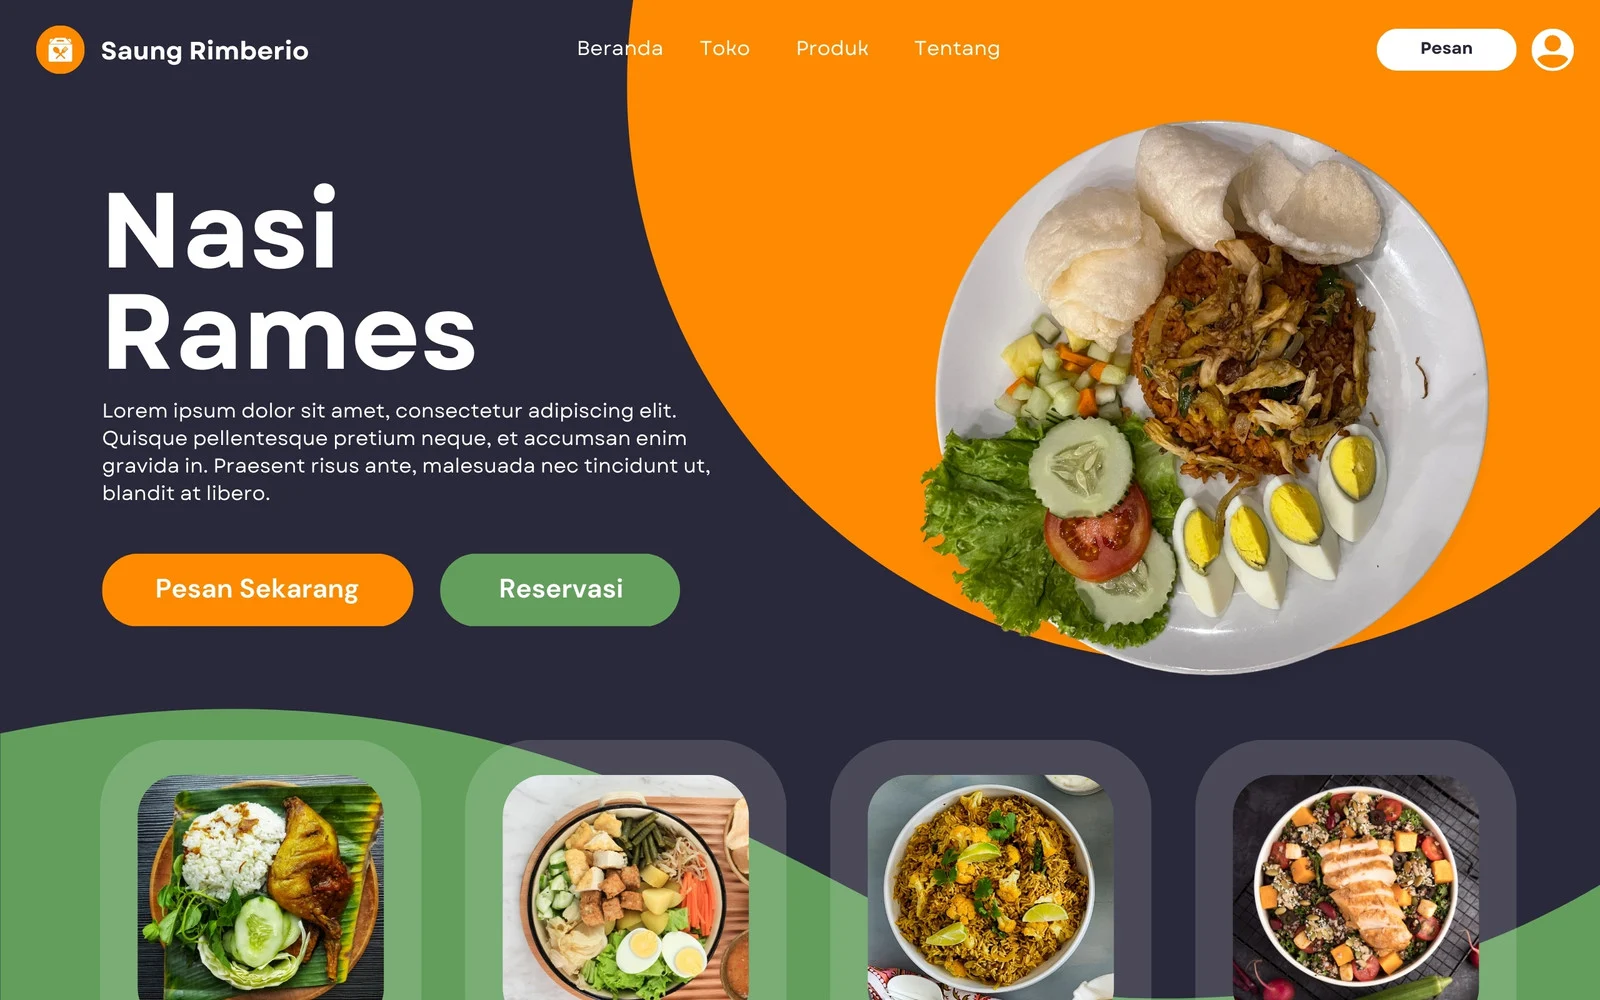 Saung Rimberio
Beranda Toko Produk Tentang
Pesan
Nasi
Rames
Lorem ipsum dolor sit amet, consectetur adipiscing elit.
Quisque pellentesque pretium neque, et accumsan enim
gravida in. Praesent risus ante, malesuada nec tincidunt ut,
blandit at libero.
Pesan Sekarang
Reservasi